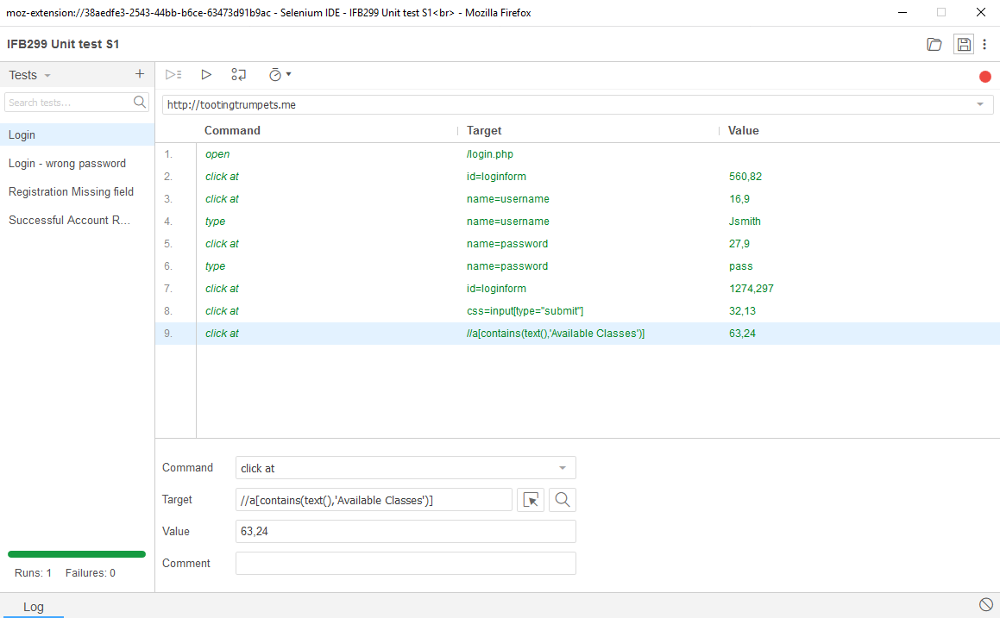 moz-extension://38aedfe3-2543-44bb-b6ce-63473d91b9ac - Selenium IDE - IFB299 Unit test S1<br> - Mozilla Firefox
IFB299 Unit test S1
Tests
Search tests...
Login
Login - wrong password
Registration Missing field
Successful Account R...
Runs: 1 Failures: 0
http://tootingtrumpets.me
Command Target Value
1. open /login.php
2. click at id=loginform 560,82
3. click at name=username 16,9
4. type name=username Jsmith
5. click at name=password 27,9
6. type name=password pass
7. click at id=loginform 1274,297
8. click at css=input[type="submit"] 32,13
9. click at //a[contains(text(),'Available Classes')] 63,24
Command click at
Target //a[contains(text(),'Available Classes')]
Value 63,24
Comment
Log